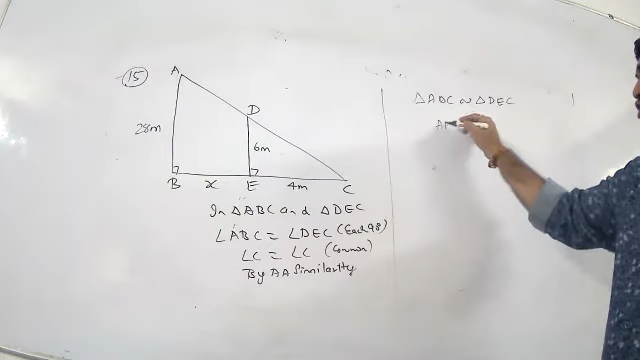 15
A
D
28m
6m
B x E 4m C
In △ABC and △DEC
∠ABC = ∠DEC (Each 90)
∠C = ∠C (Common)
By AA Similarity
△ABC ~ △DEC